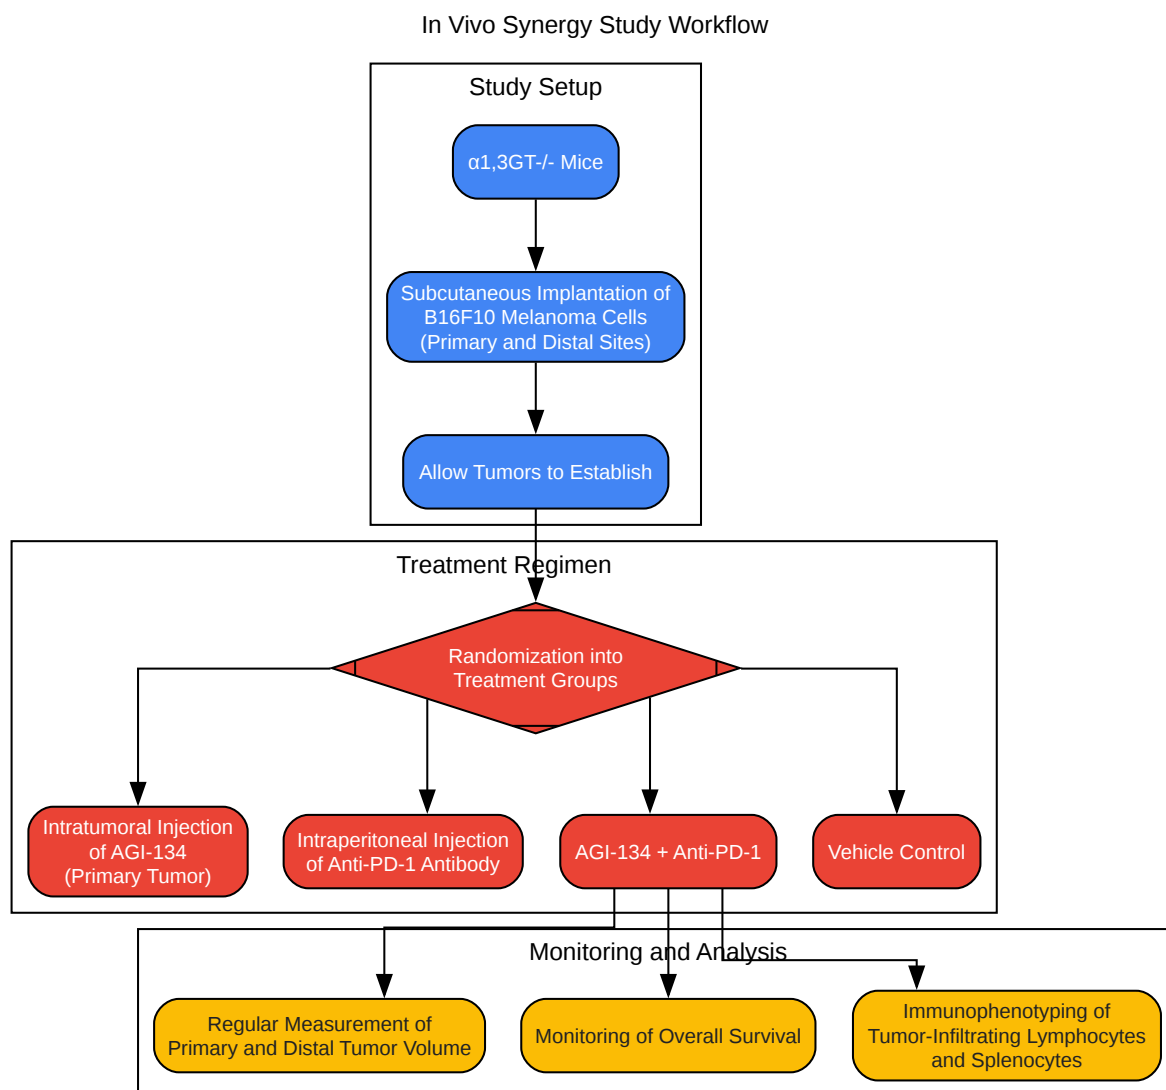 In Vivo Synergy Study Workflow
Study Setup
α1,3GT-/- Mice
Subcutaneous Implantation of
B16F10 Melanoma Cells
(Primary and Distal Sites)
Allow Tumors to Establish
Treatment Regimen
Randomization into
Treatment Groups
Intratumoral Injection
of AGI-134
(Primary Tumor)
Intraperitoneal Injection
of Anti-PD-1 Antibody
AGI-134 + Anti-PD-1
Vehicle Control
Monitoring and Analysis
Regular Measurement of
Primary and Distal Tumor Volume
Monitoring of Overall Survival
Immunophenotyping of
Tumor-Infiltrating Lymphocytes
and Splenocytes